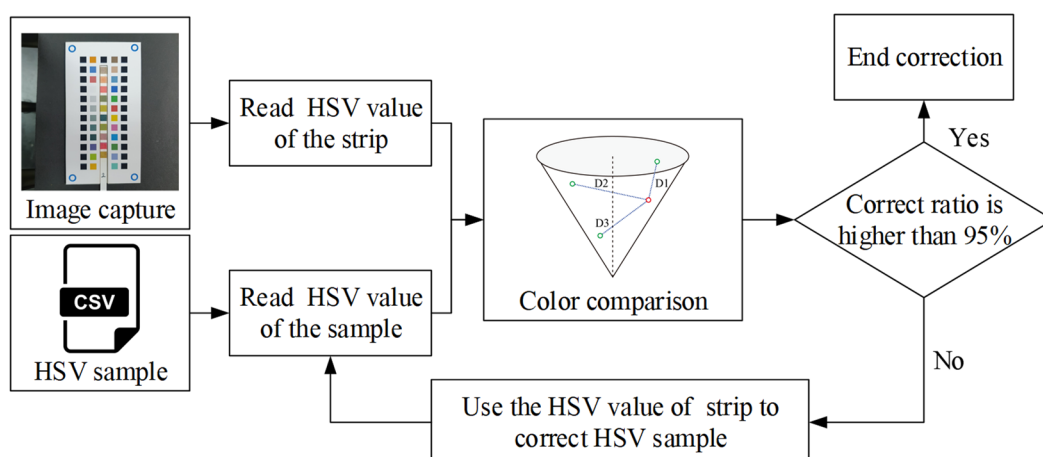 Image capture
CSV
HSV sample
Read HSV value
of the strip
Read HSV value
of the sample
D1
D2
D3
Color comparison
Correct ratio is
higher than 95%
Yes
End correction
No
Use the HSV value of strip to
correct HSV sample